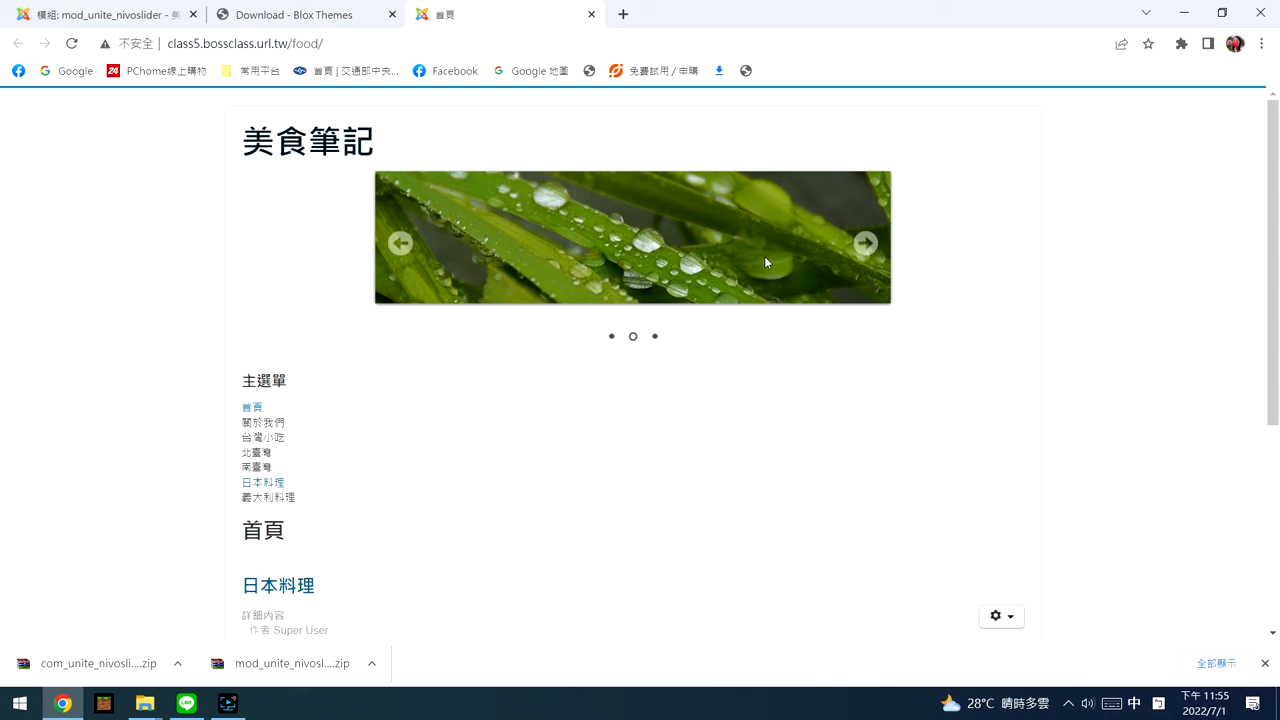 模組: mod_unite_nivoslider - 美
Download - Blox Themes
首頁
不安全
class5.bossclass.url.tw/food/
Google
PChome線上購物
常用平台
首頁 | 交通部中央...
Facebook
Google 地圖
免費試用 / 申購
美食筆記
主選單
首頁
關於我們
台灣小吃
北臺灣
南臺灣
日本料理
義大利料理
首頁
日本料理
詳細內容
作者 Super User
com_unite_nivosli....zip
mod_unite_nivosl....zip
全部顯示
28°C 晴時多雲
中
下午 11:55
2022/7/1